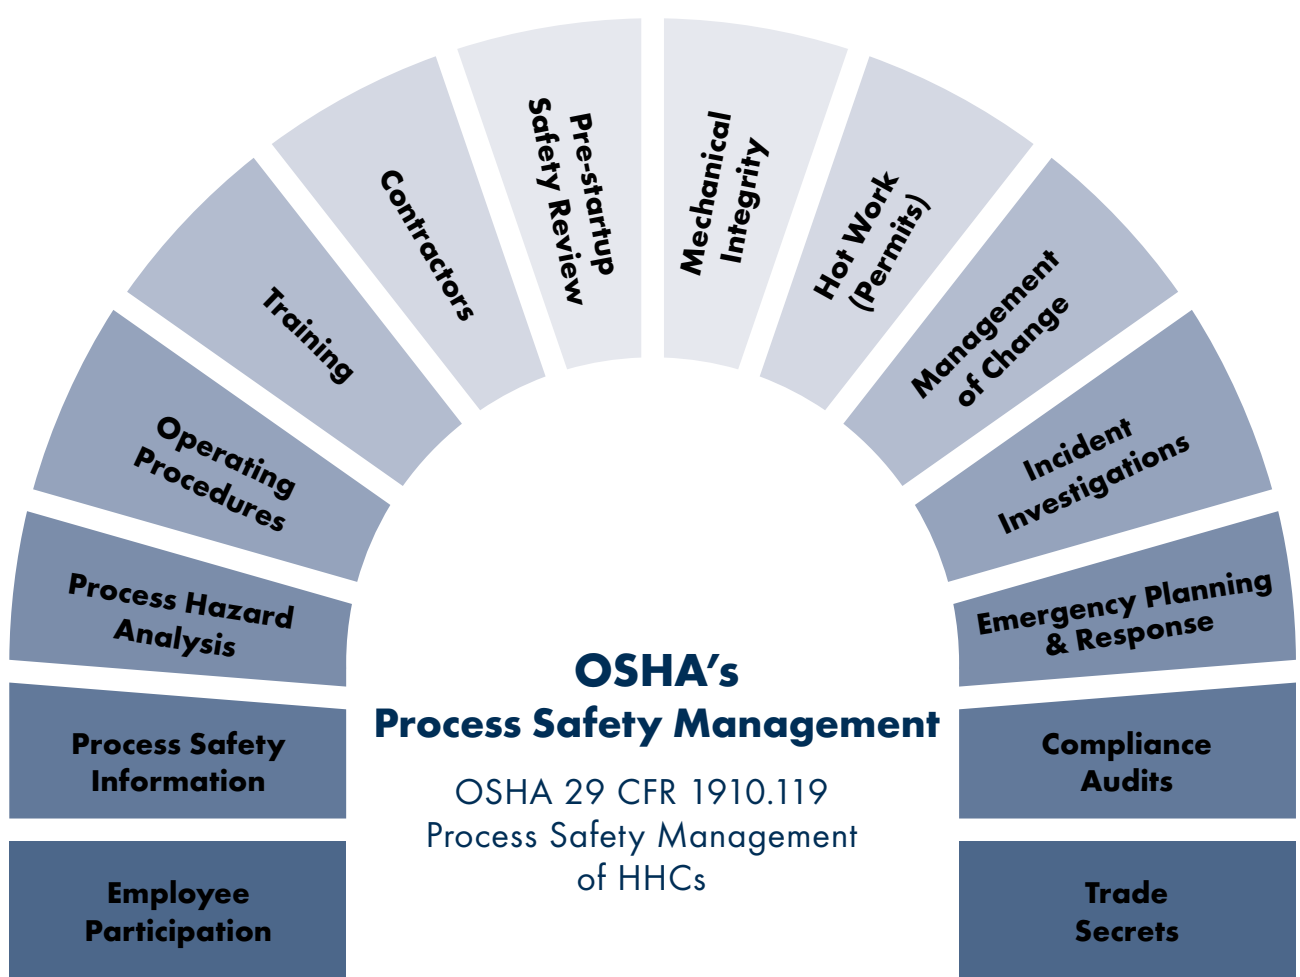 Employee
Participation
Process Safety
Information
Process Hazard
Analysis
Operating
Procedures
Training
Contractors
Pre-startup
Safety Review
Mechanical
Integrity
Hot Work
(Permits)
Management
of Change
Incident
Investigations
Emergency Planning
& Response
Compliance
Audits
Trade
Secrets
OSHA's
Process Safety Management
OSHA 29 CFR 1910.119
Process Safety Management
of HHCs